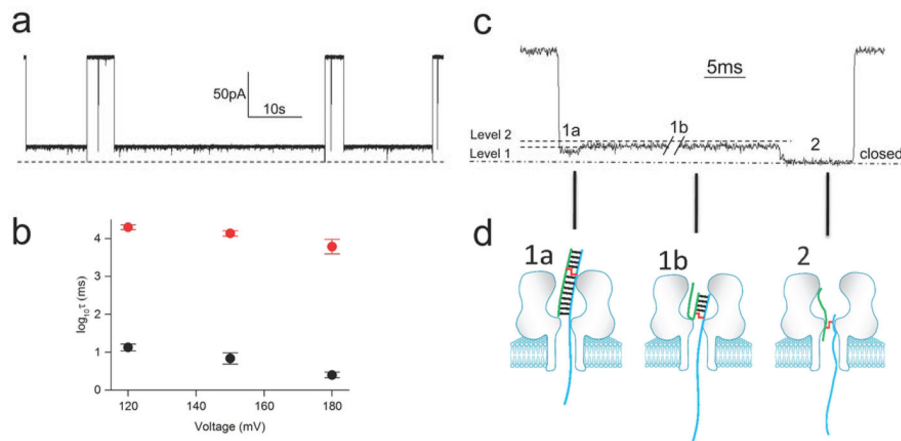 a
50pA
10s
b
log₁₀τ (ms)
4
3
2
1
0
120
140
160
180
Voltage (mV)
c
5ms
Level 2
1a
1b
Level 1
2
closed
d
1a
1b
2